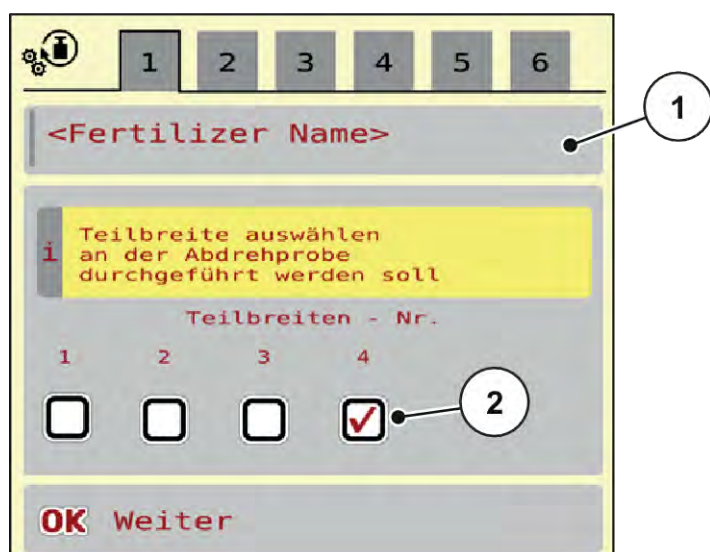 1 2 3 4 5 6
<Fertilizer Name>
1
i
Teilbreite auswählen
an der Abdrehprobe
durchgeführt werden soll
Teilbreiten - Nr.
1 2 3 4
2
OK Weiter